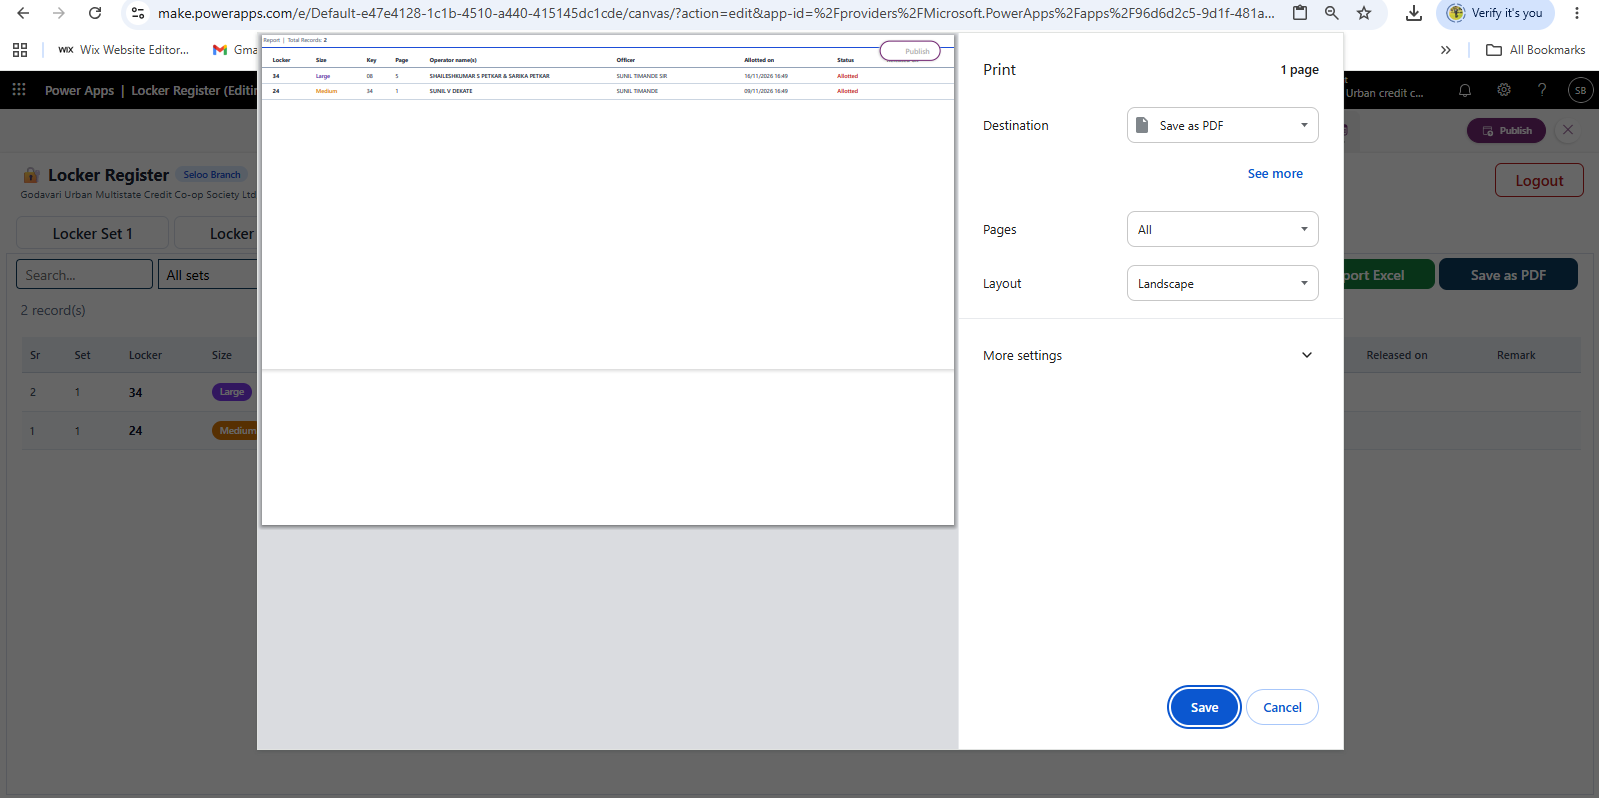 make.powerapps.com/e/Default-e47e4128-1c1b-4510-a440-415145dc1cde/canvas/?action=edit&app-id=%2Fproviders%2FMicrosoft.PowerApps%2Fapps%2F96d6d2c5-9d1f-481a...
Verify it's you
WIX Wix Website Editor...
Gma
»
All Bookmarks
Power Apps | Locker Register (Editin
Urban credit c...
?
SB
Publish
Locker Register
Seloo Branch
Godavari Urban Multistate Credit Co-op Society Ltd
Logout
Locker Set 1
Locker
Search...
All sets
port Excel
Save as PDF
2 record(s)
Sr Set Locker Size Released on Remark
2 1 34 Large
1 1 24 Medium
Report | Total Records: 2
Publish
Locker Size Key Page Operator name(s) Officer Allotted on Status
34 Large 08 5 SHAILESHKUMAR S PETKAR & SARIKA PETKAR SUNIL TIMANDE SIR 16/11/2026 16:49 Allotted
24 Medium 34 1 SUNIL V DEKATE SUNIL TIMANDE 09/11/2026 16:49 Allotted
Print
1 page
Destination
Save as PDF
See more
Pages
All
Layout
Landscape
More settings
Save
Cancel